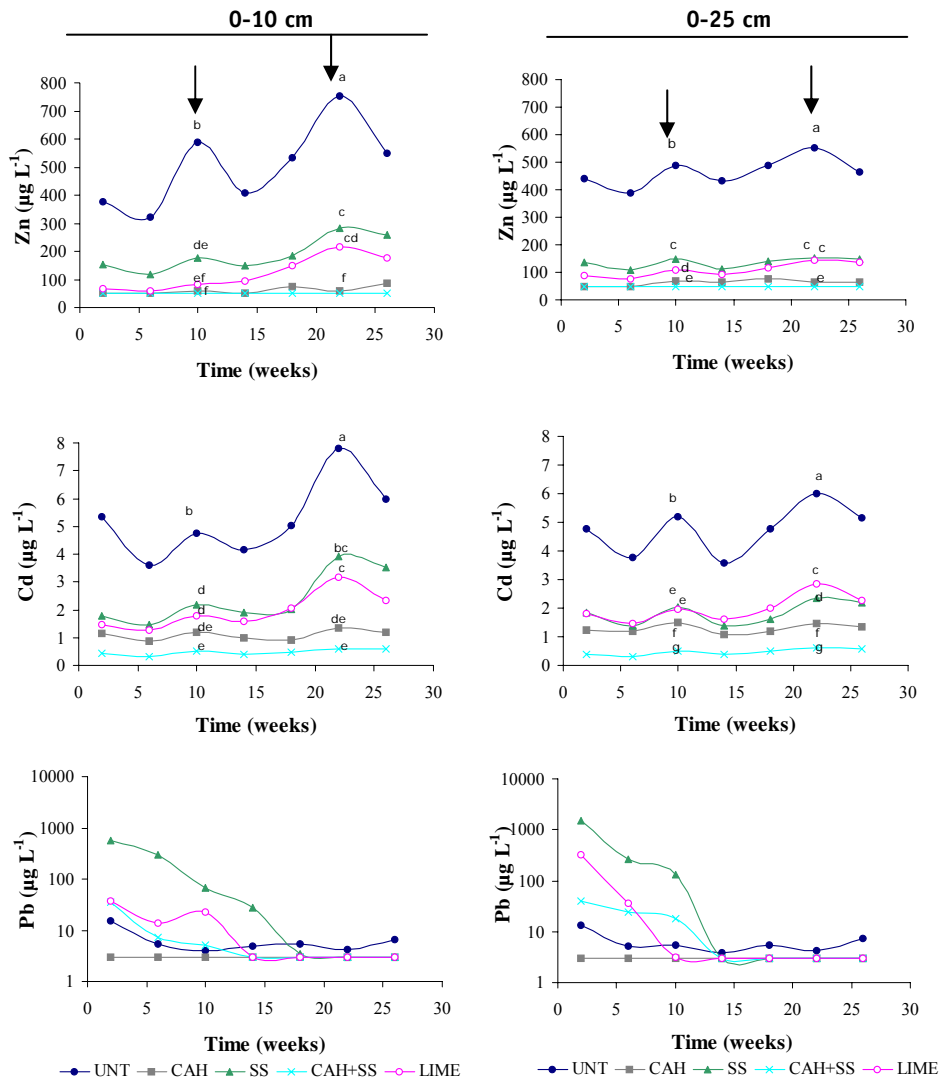 0-10 cm
0-25 cm
Zn (µg L⁻¹)
800
700
600
500
400
300
200
100
0
a
b
c
cd
de
ef
f
f
0 5 10 15 20 25 30
Time (weeks)
Zn (µg L⁻¹)
800
700
600
500
400
300
200
100
0
a
b
c
c c
d
e
e
0 5 10 15 20 25 30
Time (weeks)
Cd (µg L⁻¹)
8
7
6
5
4
3
2
1
0
a
b
bc
c
d
d
de
de
e
e
0 5 10 15 20 25 30
Time (weeks)
Cd (µg L⁻¹)
8
7
6
5
4
3
2
1
0
a
b
c
d
e
e
f
f
g
g
0 5 10 15 20 25 30
Time (weeks)
Pb (µg L⁻¹)
10000
1000
100
10
1
0 5 10 15 20 25 30
Time (weeks)
Pb (µg L⁻¹)
10000
1000
100
10
1
0 5 10 15 20 25 30
Time (weeks)
UNT CAH SS CAH+SS LIME
UNT CAH SS CAH+SS LIME